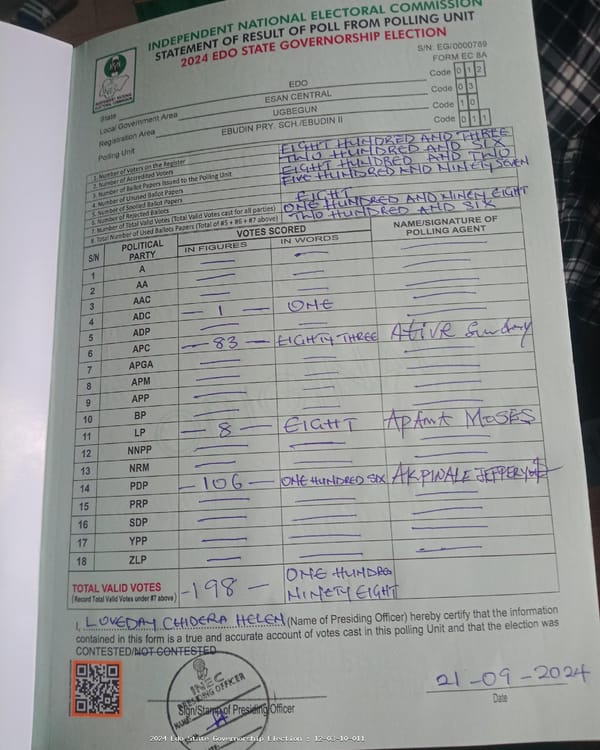 INDEPENDENT NATIONAL ELECTORAL COMMISSION
STATEMENT OF RESULT OF POLL FROM POLLING UNIT
2024 EDO STATE GOVERNORSHIP ELECTION
S/N: EG/0000789
FORM EC 8A
State EDO Code 0 1 2
Local Government Area ESAN CENTRAL Code 0 3
Registration Area UGBEGUN Code 1 0
Polling Unit EBUDIN PRY. SCH./EBUDIN II Code 0 1 1
1. Number of Voters on the Register EIGHT HUNDRED AND THREE
2. Number of Accredited Voters TWO HUNDRED AND SIX
3. Number of Ballot Papers Issued to the Polling Unit EIGHT HUNDRED AND TWO
4. Number of Unused Ballot Papers FIVE HUNDRED AND NINETY SEVEN
5. Number of Spoiled Ballot Papers
6. Number of Rejected Ballots EIGHT
7. Number of Total Valid Votes (Total Valid Votes cast for all parties) ONE HUNDRED AND NINEY EIGHT
8. Total Number of Used Ballots Papers (Total of #5 + #6 + #7 above) TWO HUNDRED AND SIX
S/N POLITICAL PARTY VOTES SCORED NAME/SIGNATURE OF POLLING AGENT
IN FIGURES IN WORDS
1 A
2 AA
3 AAC
4 ADC 1 ONE
5 ADP
6 APC 83 EIGHTY THREE Sunday
7 APGA
8 APM
9 APP
10 BP
11 LP 8 EIGHT MOSES
12 NNPP
13 NRM
14 PDP 106 ONE HUNDRED SIX AKPINALE JEFFERY
15 PRP
16 SDP
17 YPP
18 ZLP
TOTAL VALID VOTES 198 ONE HUNDRED NINETY EIGHT
(Record Total Valid Votes under #7 above)
I, LOVEDAY CHIDERA HELEN (Name of Presiding Officer) hereby certify that the information
contained in this form is a true and accurate account of votes cast in this polling Unit and that the election was
CONTESTED/NOT CONTESTED
INEC
PRESIDING OFFICER
Sign/Stamp of Presiding Officer
21-09-2024
Date
2024 Edo State Governorship Election : 12-03-10-011